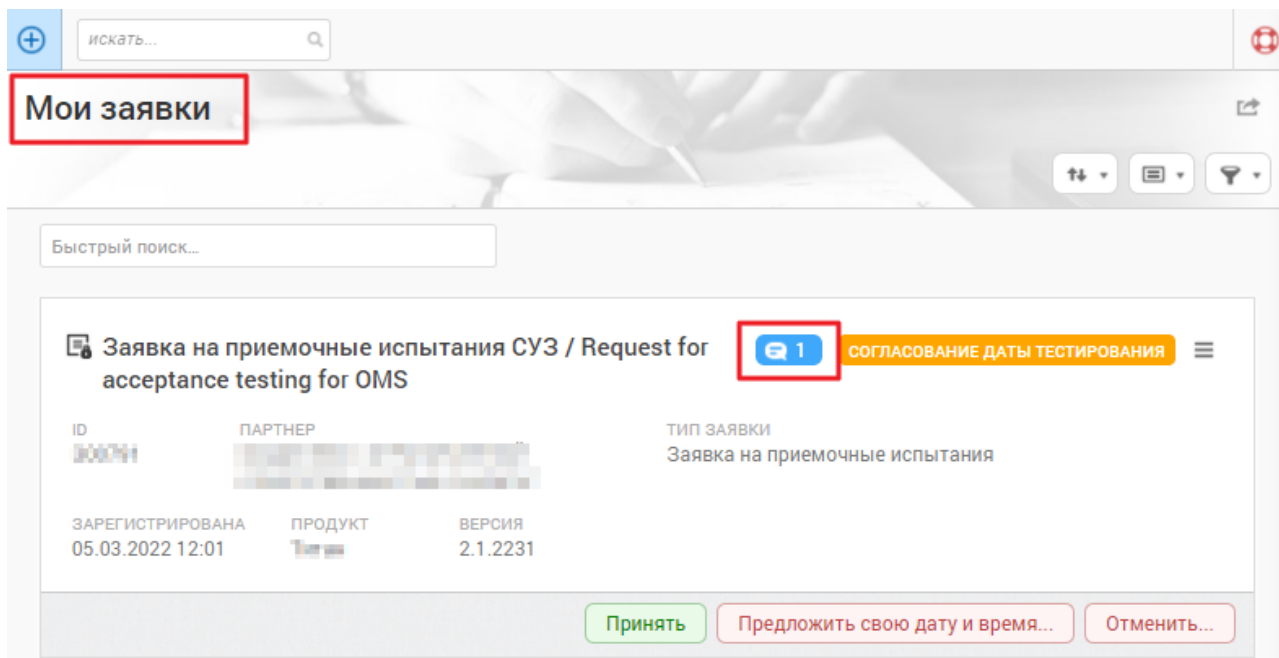 искать...
Мои заявки
Быстрый поиск...
Заявка на приемочные испытания СУЗ / Request for
acceptance testing for OMS
1
СОГЛАСОВАНИЕ ДАТЫ ТЕСТИРОВАНИЯ
ID
ПАРТНЕР
ТИП ЗАЯВКИ
Заявка на приемочные испытания
ЗАРЕГИСТРИРОВАНА
ПРОДУКТ
ВЕРСИЯ
05.03.2022 12:01
2.1.2231
Принять
Предложить свою дату и время...
Отменить...